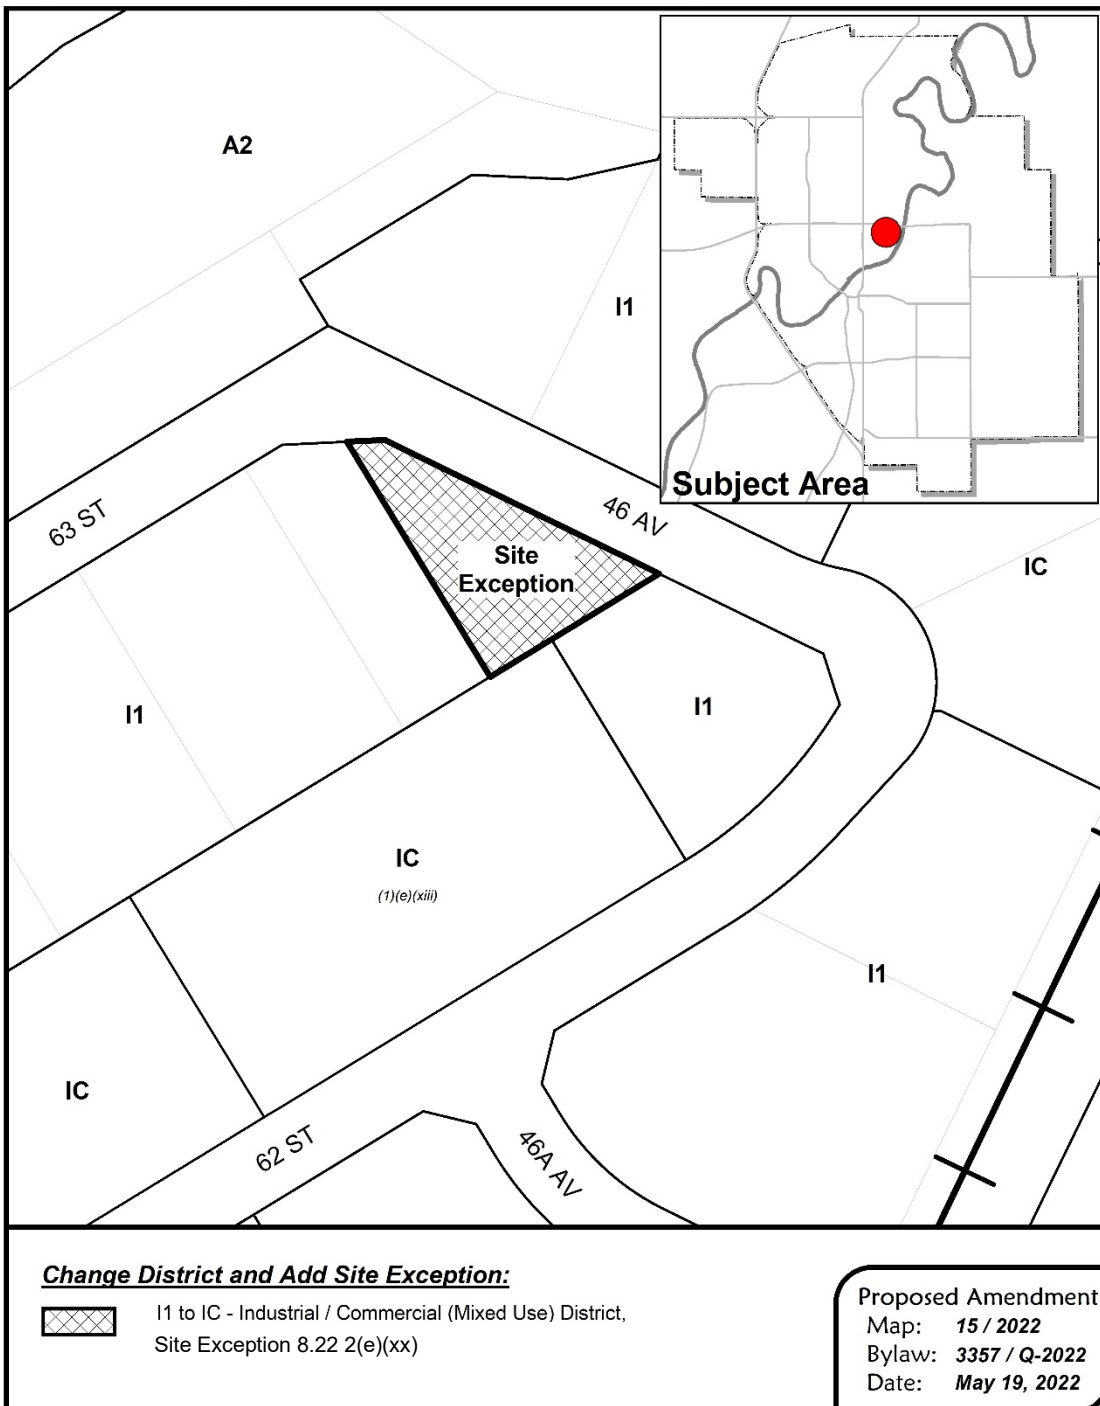 A2
I1
Subject Area
63 ST
46 AV
Site
Exception
IC
I1
I1
IC
(1)(e)(xiii)
I1
IC
62 ST
46A AV
Change District and Add Site Exception:
I1 to IC - Industrial / Commercial (Mixed Use) District,
Site Exception 8.22 2(e)(xx)
Proposed Amendment
Map: 15 / 2022
Bylaw: 3357 / Q-2022
Date: May 19, 2022